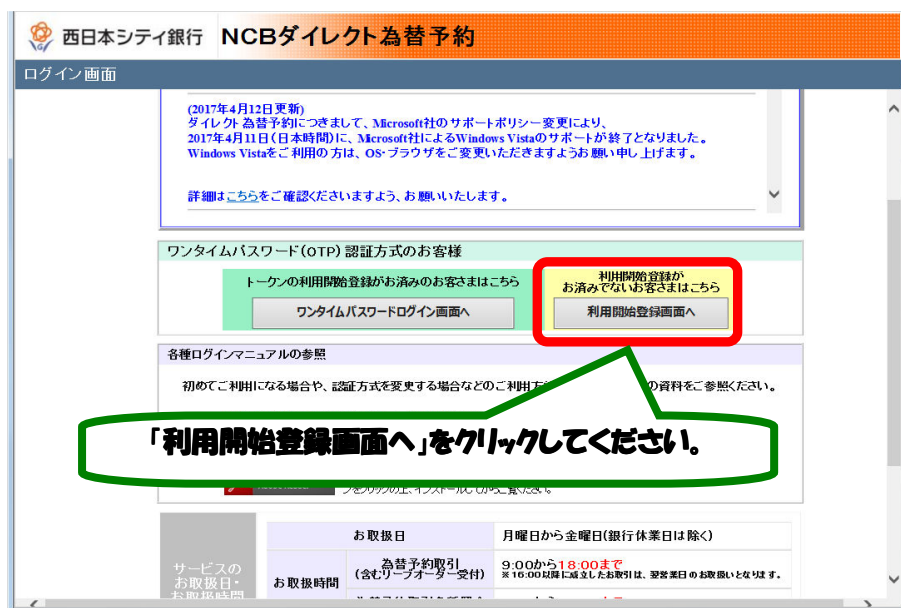 西日本シティ銀行 NCBダイレクト為替予約
ログイン画面
(2017年4月12日更新)
ダイレクト為替予約につきまして、Microsoft社のサポートポリシー変更により、
2017年4月11日(日本時間)に、Microsoft社によるWindows Vistaのサポートが終了となりました。
Windows Vistaをご利用の方は、OS・ブラウザをご変更いただきますようお願い申し上げます。
詳細はこちらをご確認くださいますよう、お願いいたします。
ワンタイムパスワード(OTP)認証方式のお客様
トークンの利用開始登録がお済みのお客さまはこちら
ワンタイムパスワードログイン画面へ
利用開始登録が
お済みでないお客さまはこちら
利用開始登録画面へ
各種ログインマニュアルの参照
初めてご利用になる場合や、認証方式を変更する場合などのご利用方
の資料をご参照ください。
「利用開始登録画面へ」をクリックしてください。
サービスの
お取扱日・
お取扱時間
お取扱日 月曜日から金曜日(銀行休業日は除く)
お取扱時間
為替予約取引
(含むリーブオーダー受付)
9:00から18:00まで
※16:00以降に成立したお取引は、翌営業日のお取扱いとなります。